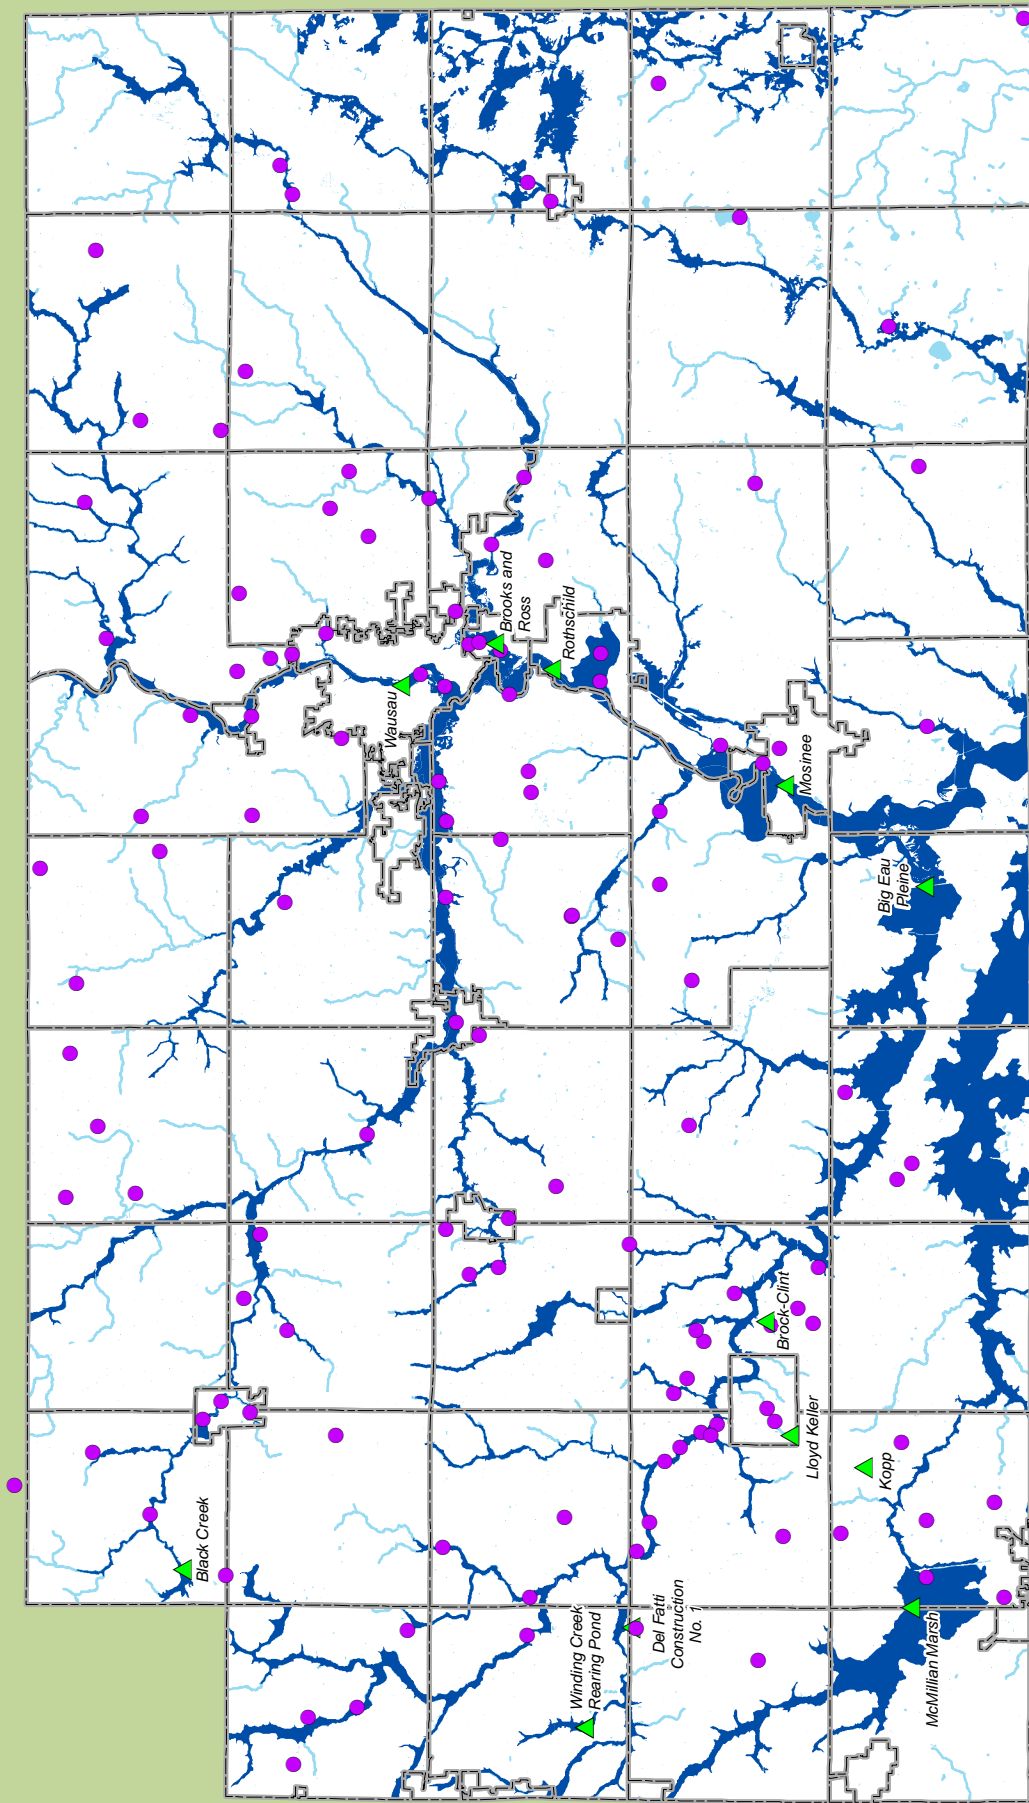 Brooks and
Ross
Rothschild
Wausau
Mosinee
Big Eau
Pleine
Brock-Clint
Lloyd Keller
Kopp
Black Creek
Del Fatti
Construction
No. 1
Winding Creek
Rearing Pond
McMillian Marsh